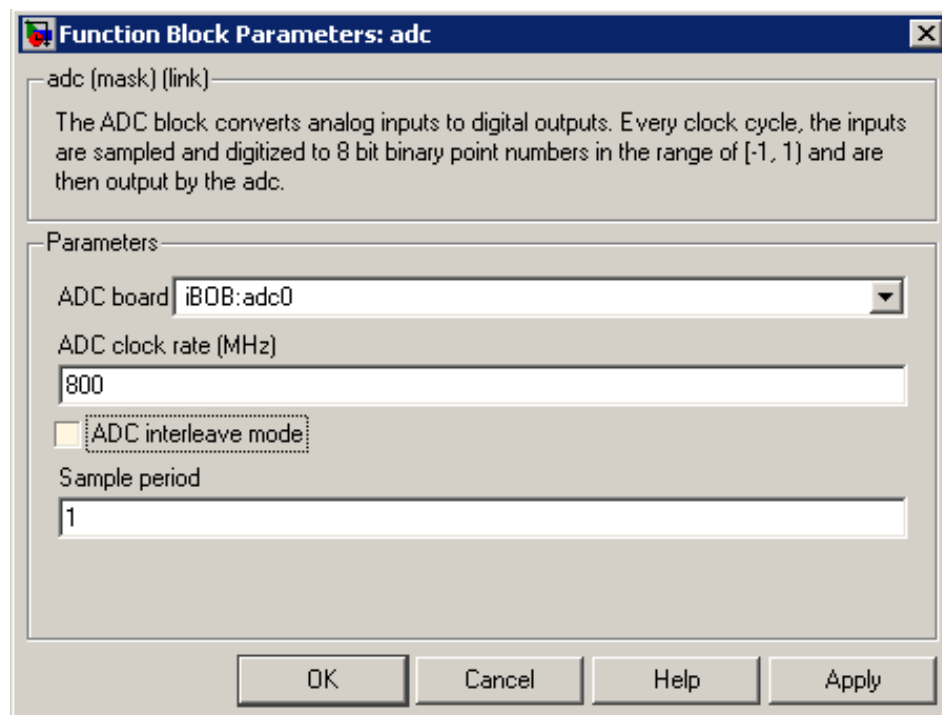 Function Block Parameters: adc
adc (mask) (link)
The ADC block converts analog inputs to digital outputs. Every clock cycle, the inputs
are sampled and digitized to 8 bit binary point numbers in the range of [-1, 1) and are
then output by the adc.
Parameters
ADC board iBOB:adc0
ADC clock rate (MHz)
800
ADC interleave mode
Sample period
1
OK Cancel Help Apply